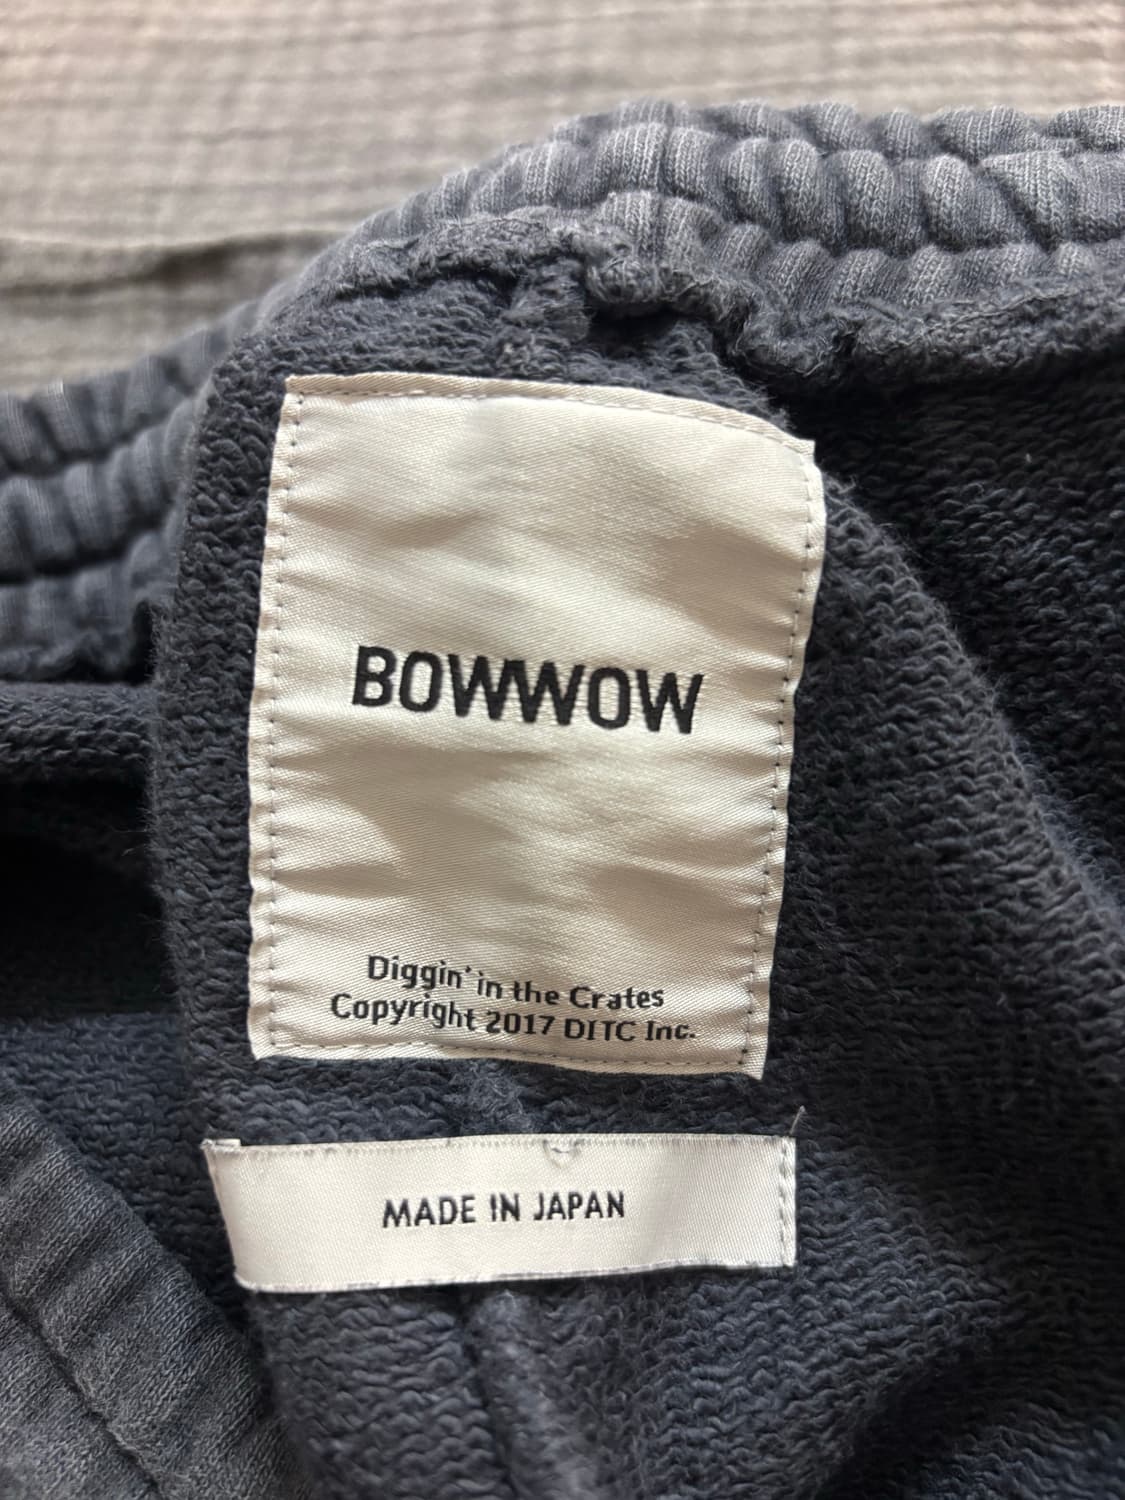 BOWWOW
Diggin' in the Crates
Copyright 2017 DITC Inc.
MADE IN JAPAN